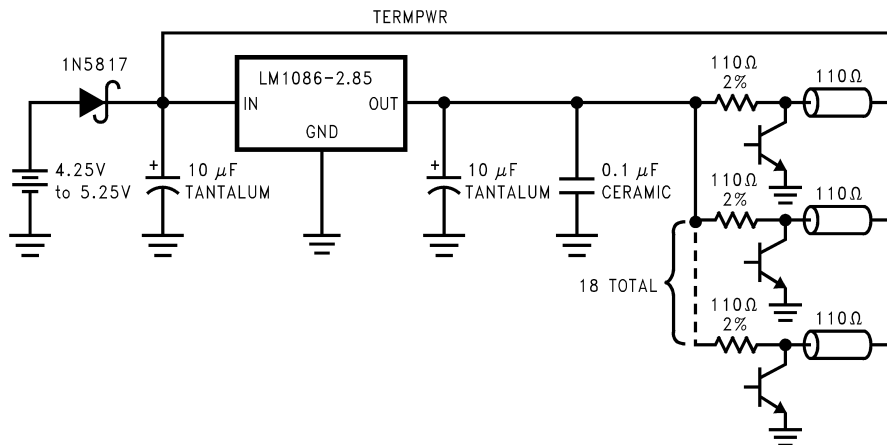 TERMPWR
1N5817
LM1086-2.85
IN
OUT
GND
4.25V
to 5.25V
+
10 μF
TANTALUM
+
10 μF
TANTALUM
0.1 μF
CERAMIC
110Ω
2%
110Ω
110Ω
2%
110Ω
18 TOTAL
110Ω
2%
110Ω